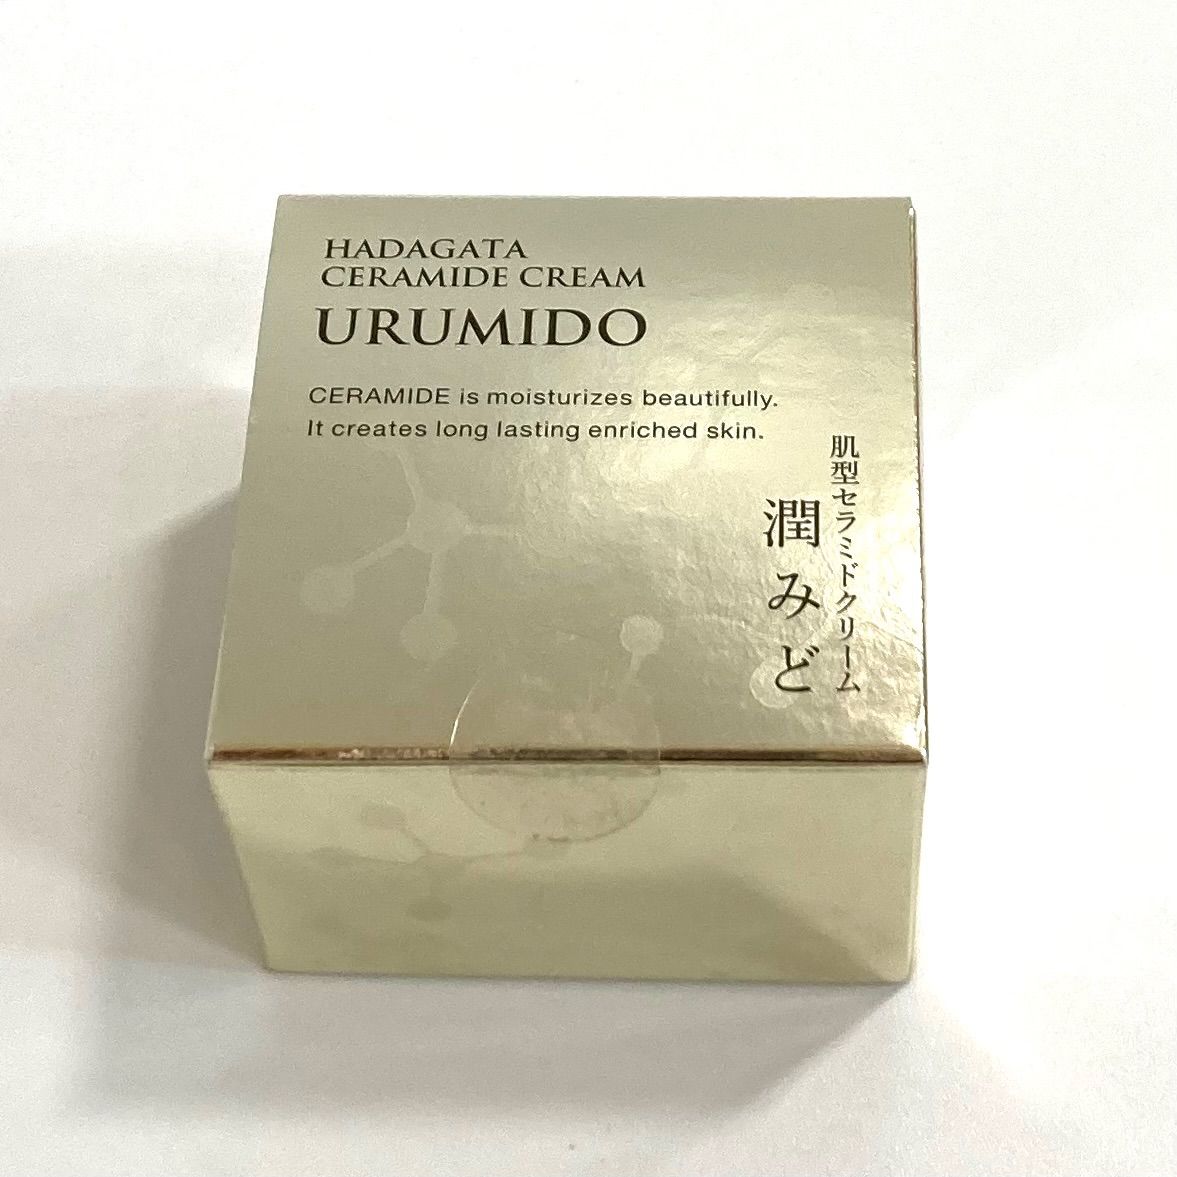 HADAGATA
CERAMIDE CREAM
URUMIDO
CERAMIDE is moisturizes beautifully.
It creates long lasting enriched skin.
肌型セラミドクリーム
潤みど